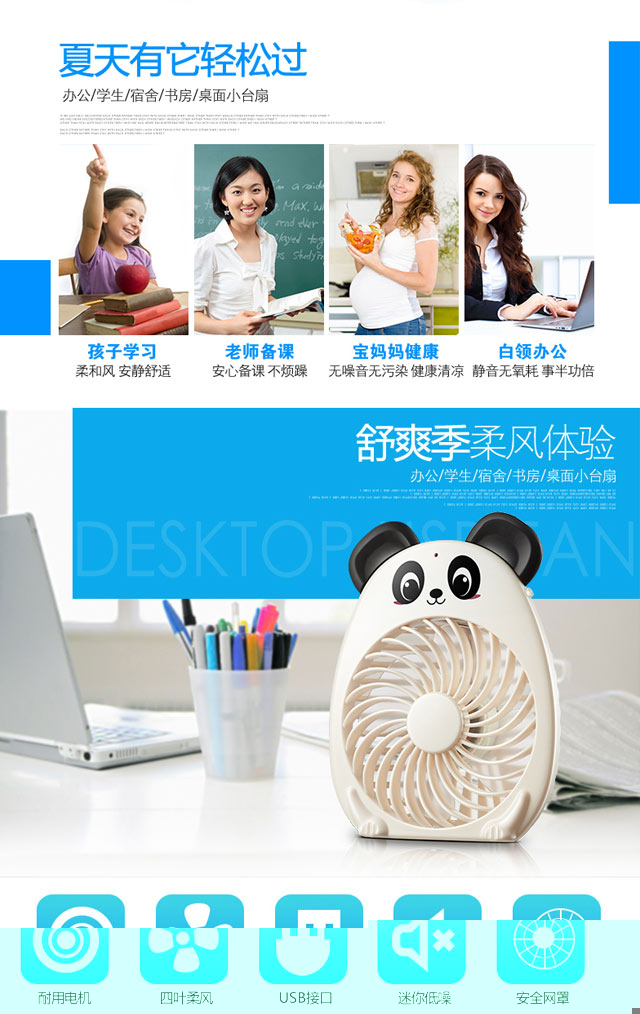 夏天有它轻松过
办公/学生/宿舍/书房/桌面小台扇
孩子学习
柔和风 安静舒适
老师备课
安心备课 不烦躁
宝妈妈健康
无噪音无污染 健康清凉
白领办公
静音无氧耗 事半功倍
舒爽季柔风体验
办公/学生/宿舍/书房/桌面小台扇
DESKTOP
耐用电机
四叶柔风
USB接口
迷你低噪
安全网罩